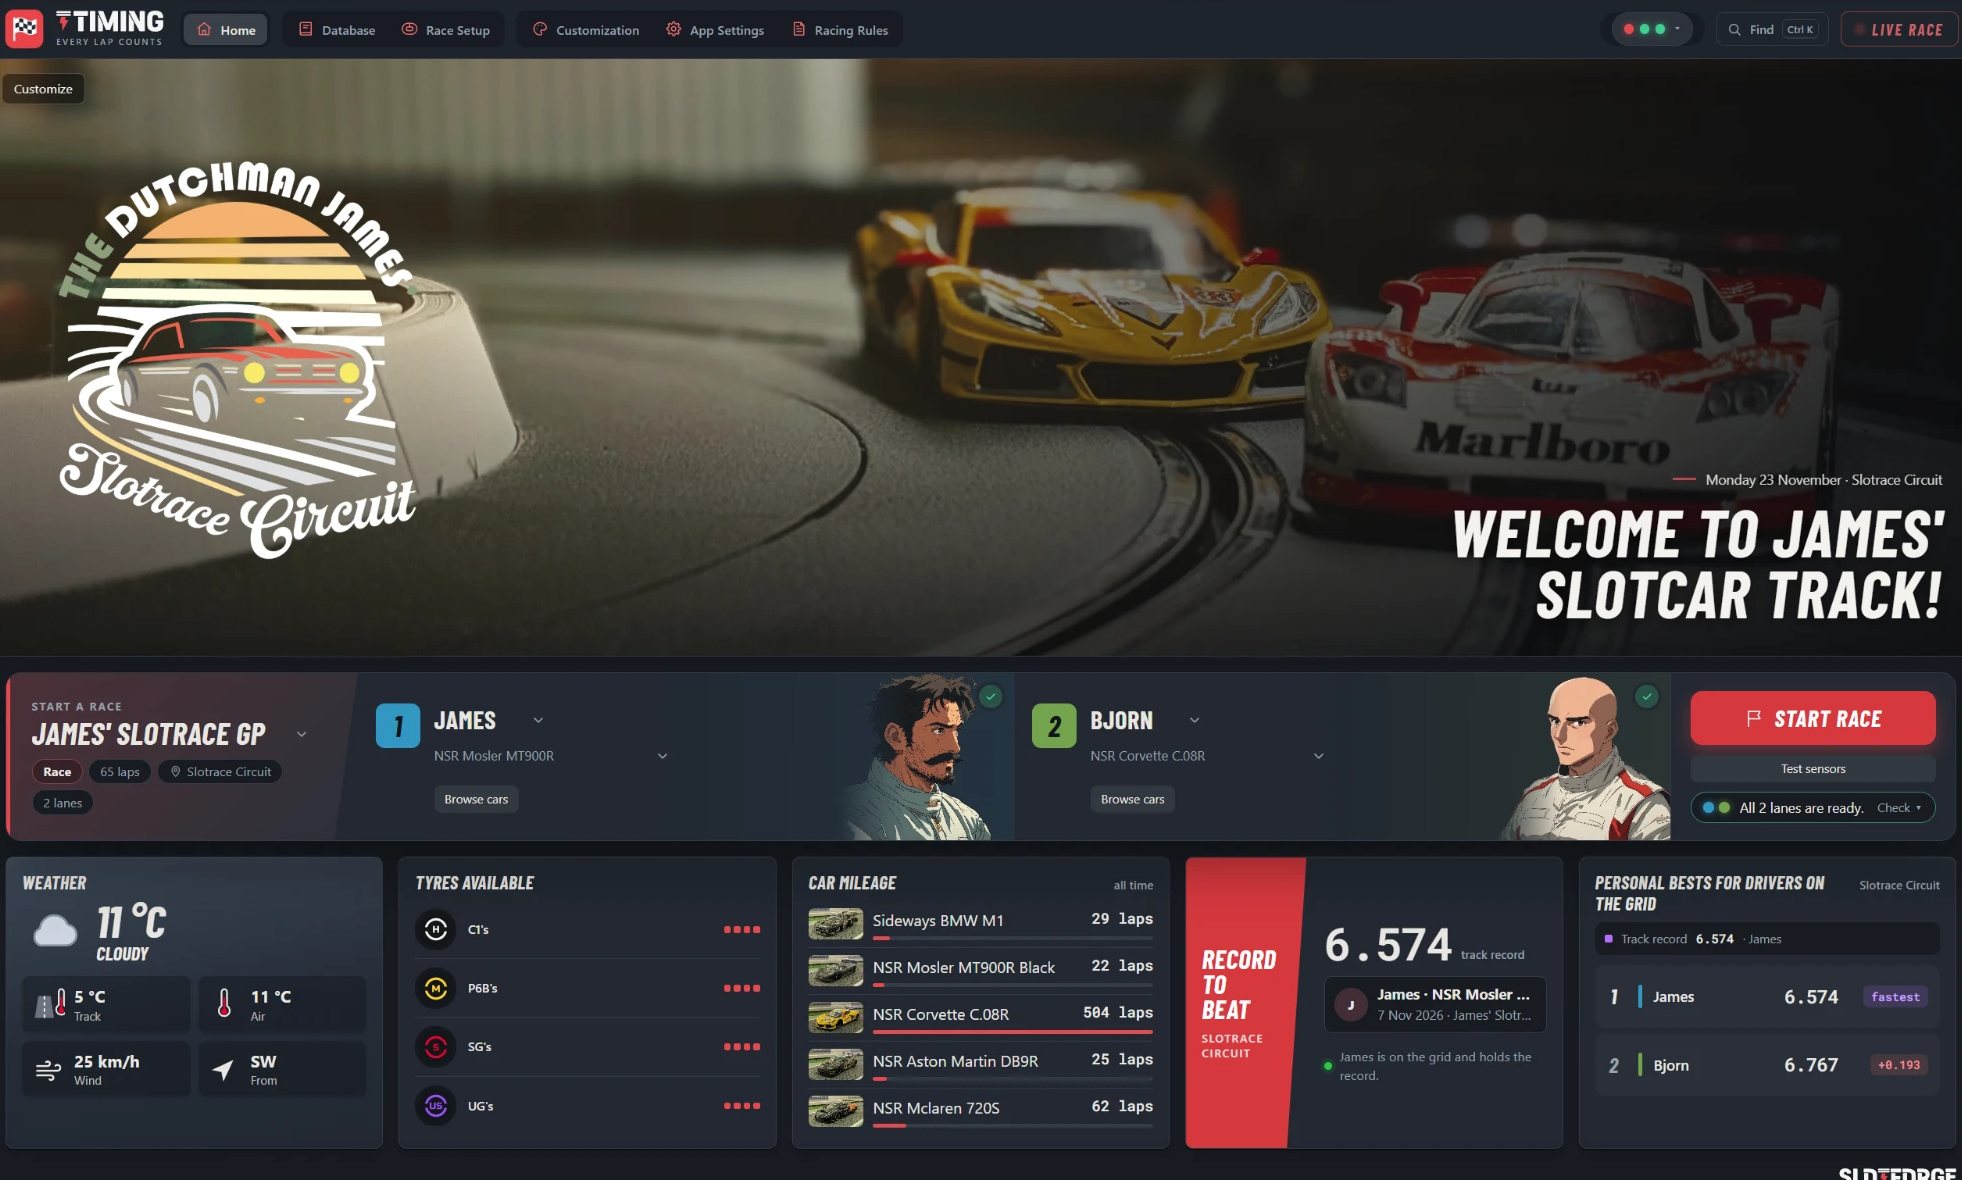 TIMING
EVERY LAP COUNTS
Home
Database
Race Setup
Customization
App Settings
Racing Rules
Find
Ctrl K
LIVE RACE
Customize
THE DUTCHMAN JAMES
Slotrace Circuit
Marlboro
Monday 23 November · Slotrace Circuit
WELCOME TO JAMES'
SLOTCAR TRACK!
START A RACE
JAMES' SLOTRACE GP
Race
65 laps
Slotrace Circuit
2 lanes
1
JAMES
NSR Mosler MT900R
Browse cars
2
BJORN
NSR Corvette C.08R
Browse cars
START RACE
Test sensors
All 2 lanes are ready.
Check
WEATHER
11 °C
CLOUDY
5 °C
Track
11 °C
Air
25 km/h
Wind
SW
From
TYRES AVAILABLE
H
C1's
M
P6B's
S
SG's
US
UG's
CAR MILEAGE
all time
Sideways BMW M1
29 laps
NSR Mosler MT900R Black
22 laps
NSR Corvette C.08R
504 laps
NSR Aston Martin DB9R
25 laps
NSR Mclaren 720S
62 laps
RECORD
TO
BEAT
SLOTRACE
CIRCUIT
6.574 track record
J
James · NSR Mosler ...
7 Nov 2026 · James' Slotr...
James is on the grid and holds the
record.
PERSONAL BESTS FOR DRIVERS ON
THE GRID
Slotrace Circuit
Track record 6.574 · James
1
James
6.574
fastest
2
Bjorn
6.767
+0.193